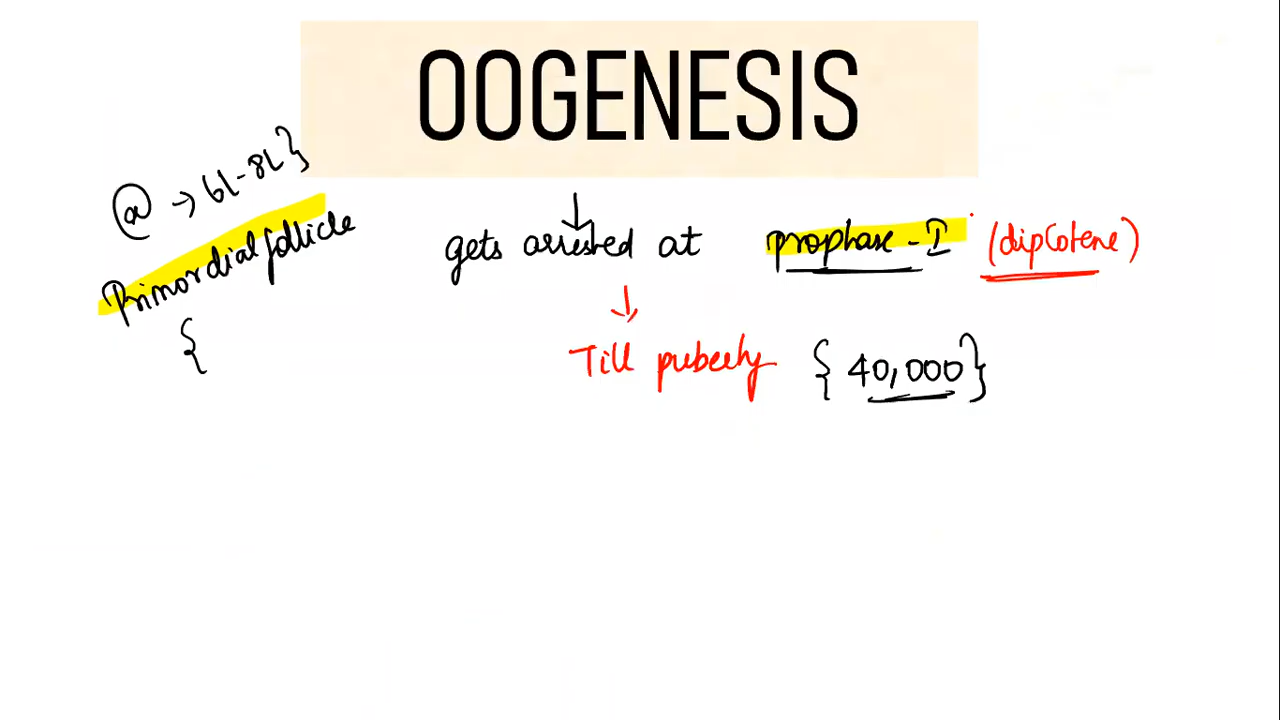 OOGENESIS
@ → 6L-8L }
Primordial follicle
{
↓
gets arrested at prophase - I (diplotene)
↓
Till puberty { 40,000 }